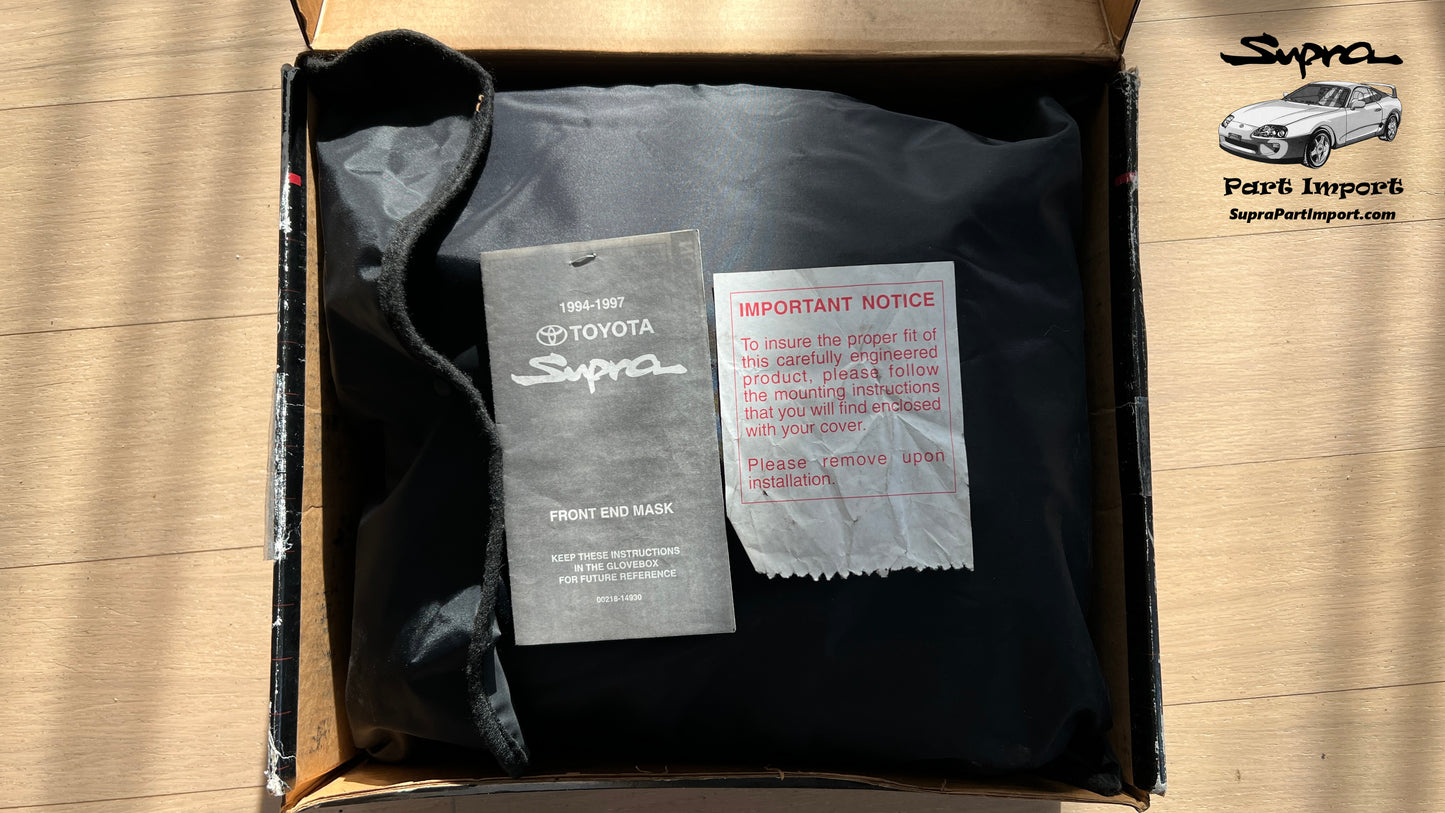 Supra
Part Import
SupraPartImport.com
1994-1997
TOYOTA
Supra
FRONT END MASK
KEEP THESE INSTRUCTIONS
IN THE GLOVEBOX
FOR FUTURE REFERENCE
00218-14930
IMPORTANT NOTICE
To insure the proper fit of
this carefully engineered
product, please follow
the mounting instructions
that you will find enclosed
with your cover.
Please remove upon
installation.